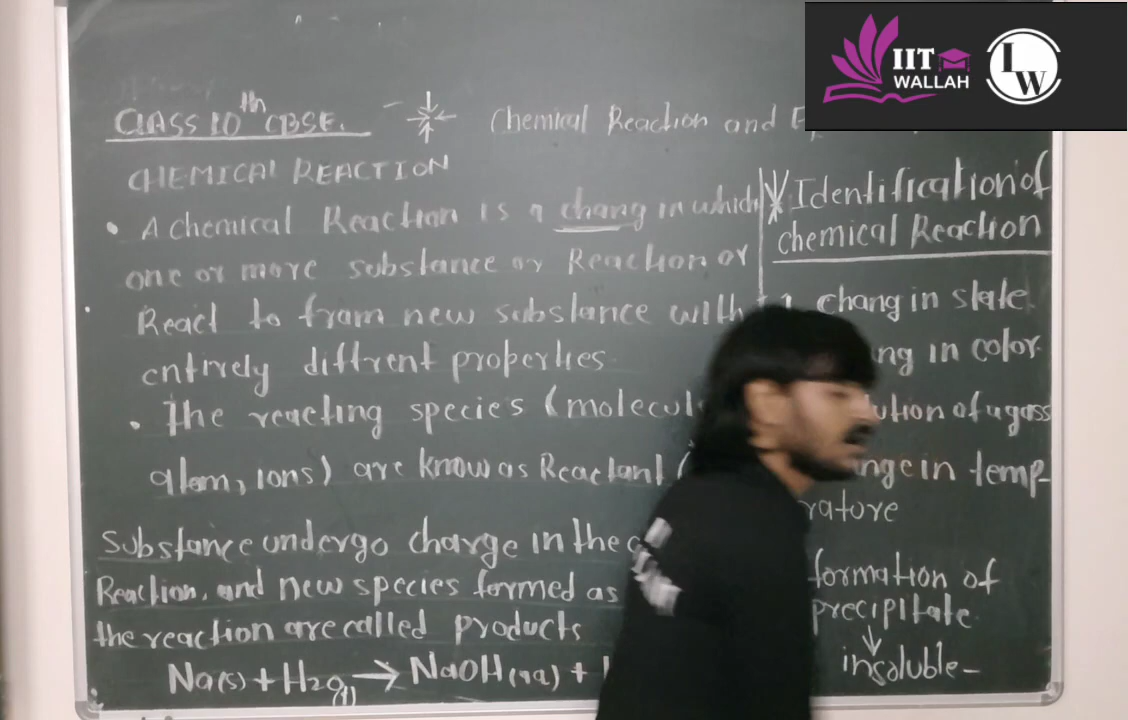 IIT
WALLAH
LW
CLASS 10th CBSE.
Chemical Reaction and
CHEMICAL REACTION
• A chemical Reaction is a chang in which
one or more substance or Reaction or
React to fram new substance with
entirely diffrent properties
• The reacting species (molecul
atom, ions) are know as Reactant (
Substance undergo charge in the
Reaction, and new species formed as
the reaction are called products
Na(s) + H2O(l) → NaOH(aq) +
Identification of
chemical Reaction
chang in state
ng in color.
ution of a gass
nge in temp-
rature
formation of
precipitate
↓
insoluble-